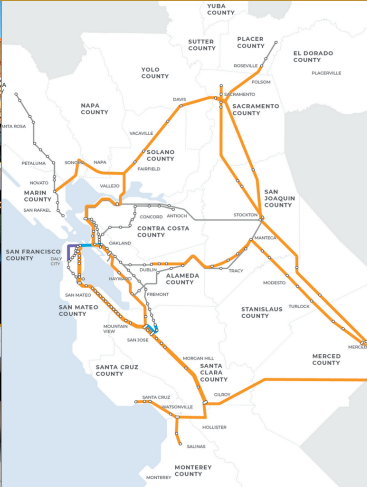 YUBA
COUNTY
SUTTER
COUNTY
PLACER
COUNTY
EL DORADO
COUNTY
ROSEVILLE
PLACERVILLE
FOLSOM
YOLO
COUNTY
SACRAMENTO
DAVIS
SACRAMENTO
COUNTY
NAPA
COUNTY
ANTA ROSA
VACAVILLE
SOLANO
COUNTY
PETALUMA
SONO
NAPA
FAIRFIELD
NOVATO
VALLEJO
MARIN
COUNTY
SAN RAFAEL
SAN
JOAQUIN
COUNTY
CONCORD
ANTIOCH
STOCKTON
CONTRA COSTA
COUNTY
MANTECA
OAKLAND
SAN FRANCISCO
COUNTY
DALY
CITY
DUBLIN
TRACY
HAYWARD
ALAMEDA
COUNTY
MODESTO
FREMONT
SAN MATEO
SAN MATEO
COUNTY
STANISLAUS
COUNTY
TURLOCK
MOUNTAIN
VIEW
SAN JOSE
MERCED
MORGAN HILL
MERCED
COUNTY
SANTA CRUZ
COUNTY
SANTA
CLARA
COUNTY
GILROY
SANTA CRUZ
WATSONVILLE
HOLLISTER
SALINAS
MONTEREY
COUNTY
MONTEREY